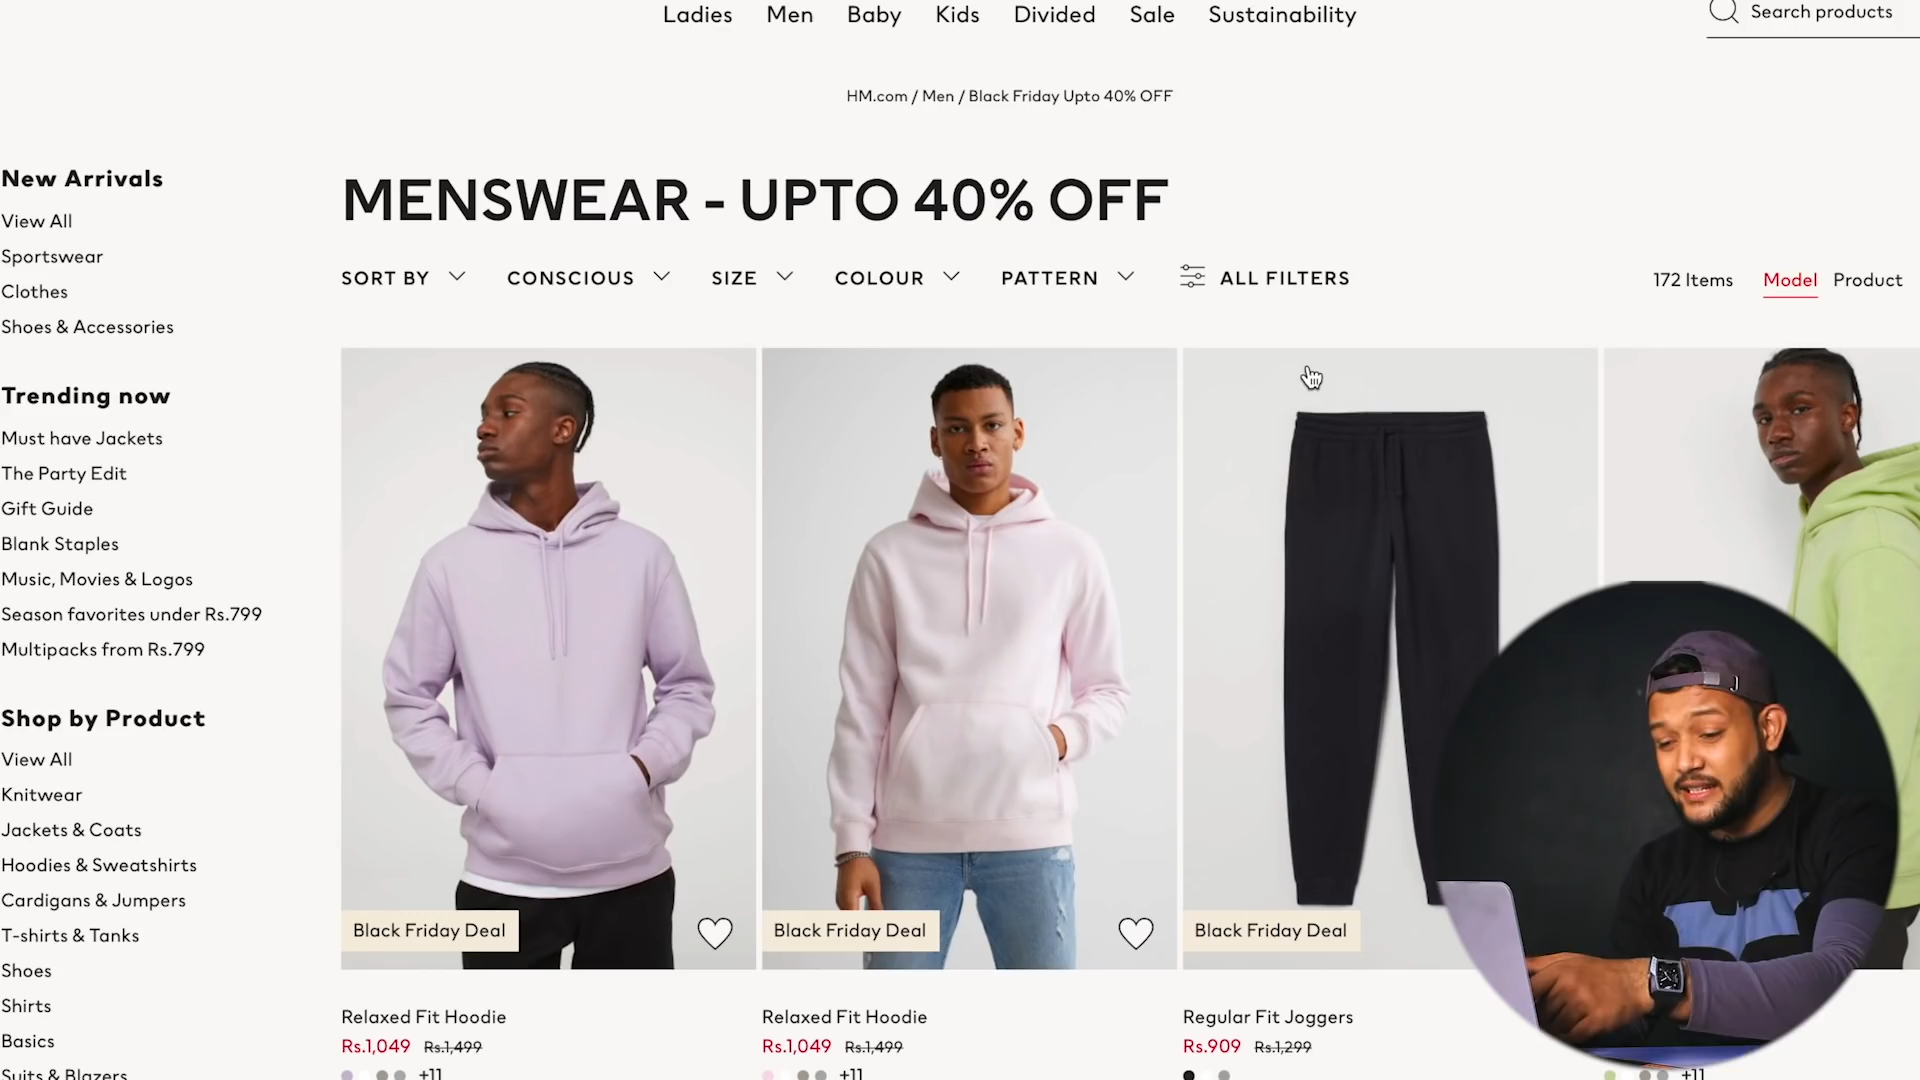 Ladies Men Baby Kids Divided Sale Sustainability
Search products
HM.com / Men / Black Friday Upto 40% OFF
New Arrivals
View All
Sportswear
Clothes
Shoes & Accessories
Trending now
Must have Jackets
The Party Edit
Gift Guide
Blank Staples
Music, Movies & Logos
Season favorites under Rs.799
Multipacks from Rs.799
Shop by Product
View All
Knitwear
Jackets & Coats
Hoodies & Sweatshirts
Cardigans & Jumpers
T-shirts & Tanks
Shoes
Shirts
Basics
Suits & Blazers
MENSWEAR - UPTO 40% OFF
SORT BY CONSCIOUS SIZE COLOUR PATTERN ALL FILTERS
172 Items Model Product
Black Friday Deal
Relaxed Fit Hoodie
Rs.1,049 Rs.1,499
+11
Black Friday Deal
Relaxed Fit Hoodie
Rs.1,049 Rs.1,499
+11
Black Friday Deal
Regular Fit Joggers
Rs.909 Rs.1,299
+11